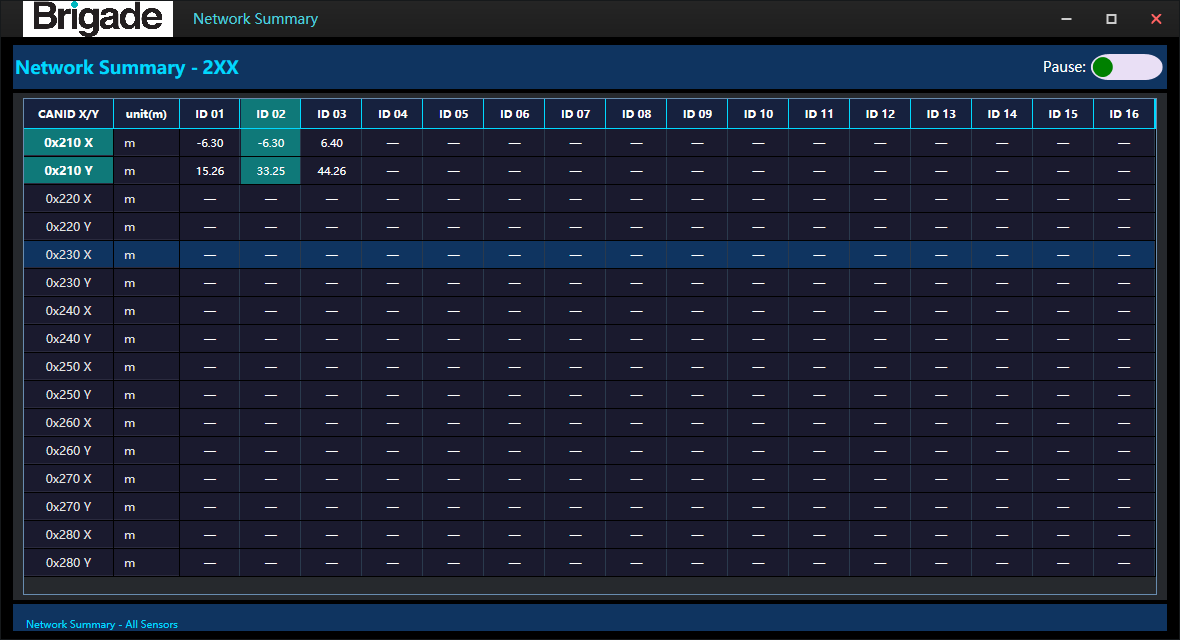 Brigade Network Summary
Network Summary - 2XX Pause:
CANID X/Y unit(m) ID 01 ID 02 ID 03 ID 04 ID 05 ID 06 ID 07 ID 08 ID 09 ID 10 ID 11 ID 12 ID 13 ID 14 ID 15 ID 16
0x210 X m -6.30 -6.30 6.40 — — — — — — — — — — — — —
0x210 Y m 15.26 33.25 44.26 — — — — — — — — — — — — —
0x220 X m — — — — — — — — — — — — — — — —
0x220 Y m — — — — — — — — — — — — — — — —
0x230 X m — — — — — — — — — — — — — — — —
0x230 Y m — — — — — — — — — — — — — — — —
0x240 X m — — — — — — — — — — — — — — — —
0x240 Y m — — — — — — — — — — — — — — — —
0x250 X m — — — — — — — — — — — — — — — —
0x250 Y m — — — — — — — — — — — — — — — —
0x260 X m — — — — — — — — — — — — — — — —
0x260 Y m — — — — — — — — — — — — — — — —
0x270 X m — — — — — — — — — — — — — — — —
0x270 Y m — — — — — — — — — — — — — — — —
0x280 X m — — — — — — — — — — — — — — — —
0x280 Y m — — — — — — — — — — — — — — — —
Network Summary - All Sensors